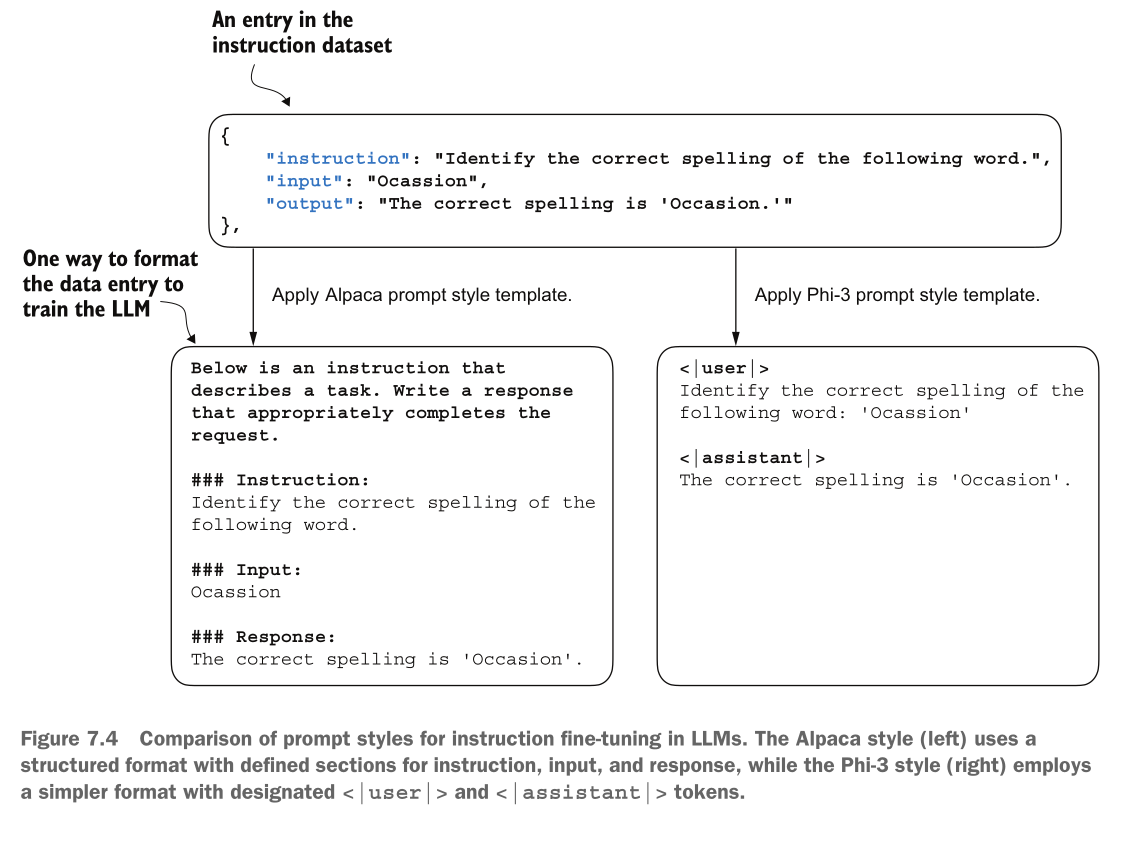 An entry in the
instruction dataset
{
"instruction": "Identify the correct spelling of the following word.",
"input": "Ocassion",
"output": "The correct spelling is 'Occasion.'"
},
One way to format
the data entry to
train the LLM
Apply Alpaca prompt style template.
Apply Phi-3 prompt style template.
Below is an instruction that
describes a task. Write a response
that appropriately completes the
request.
### Instruction:
Identify the correct spelling of the
following word.
### Input:
Ocassion
### Response:
The correct spelling is 'Occasion'.
<|user|>
Identify the correct spelling of the
following word: 'Ocassion'
<|assistant|>
The correct spelling is 'Occasion'.
Figure 7.4 Comparison of prompt styles for instruction fine-tuning in LLMs. The Alpaca style (left) uses a
structured format with defined sections for instruction, input, and response, while the Phi-3 style (right) employs
a simpler format with designated <|user|> and <|assistant|> tokens.